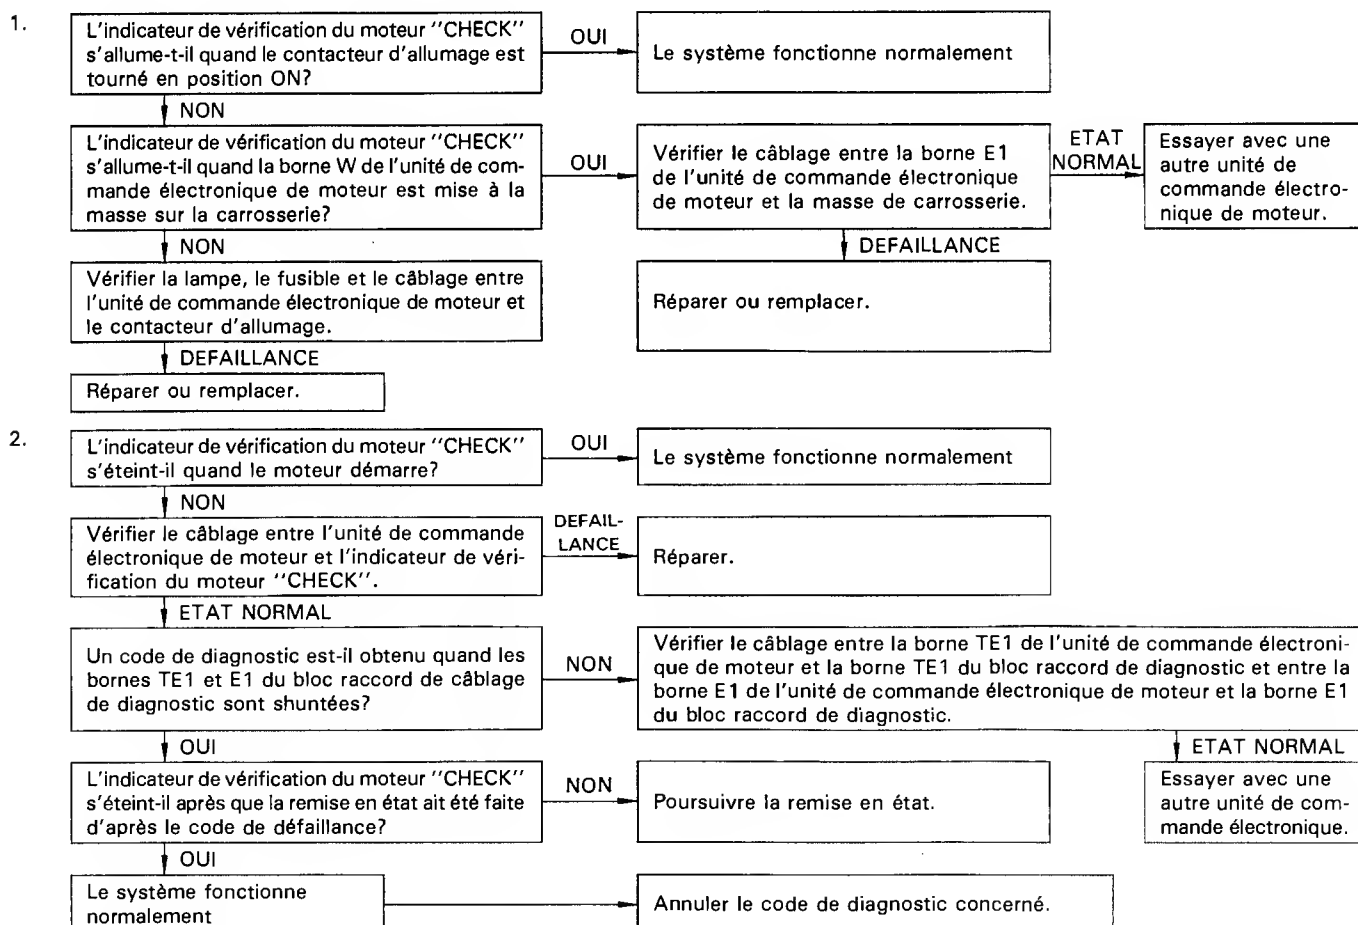 1.
L'indicateur de vérification du moteur "CHECK"
s'allume-t-il quand le contacteur d'allumage est
tourné en position ON?
OUI
Le système fonctionne normalement
NON
L'indicateur de vérification du moteur "CHECK"
s'allume-t-il quand la borne W de l'unité de com-
mande électronique de moteur est mise à la
masse sur la carrosserie?
OUI
Vérifier le câblage entre la borne E1
de l'unité de commande électronique
de moteur et la masse de carrosserie.
ETAT
NORMAL
Essayer avec une
autre unité de
commande électro-
nique de moteur.
NON
DEFAILLANCE
Vérifier la lampe, le fusible et le câblage entre
l'unité de commande électronique de moteur et
le contacteur d'allumage.
Réparer ou remplacer.
DEFAILLANCE
Réparer ou remplacer.
2.
L'indicateur de vérification du moteur "CHECK"
s'éteint-il quand le moteur démarre?
OUI
Le système fonctionne normalement
NON
Vérifier le câblage entre l'unité de commande
électronique de moteur et l'indicateur de véri-
fication du moteur "CHECK".
DEFAIL-
LANCE
Réparer.
ETAT NORMAL
Un code de diagnostic est-il obtenu quand les
bornes TE1 et E1 du bloc raccord de câblage
de diagnostic sont shuntées?
NON
Vérifier le câblage entre la borne TE1 de l'unité de commande électroni-
que de moteur et la borne TE1 du bloc raccord de diagnostic et entre la
borne E1 de l'unité de commande électronique de moteur et la borne E1
du bloc raccord de diagnostic.
OUI
ETAT NORMAL
L'indicateur de vérification du moteur "CHECK"
s'éteint-il après que la remise en état ait été faite
d'après le code de défaillance?
NON
Poursuivre la remise en état.
Essayer avec une
autre unité de com-
mande électronique.
OUI
Le système fonctionne
normalement
Annuler le code de diagnostic concerné.